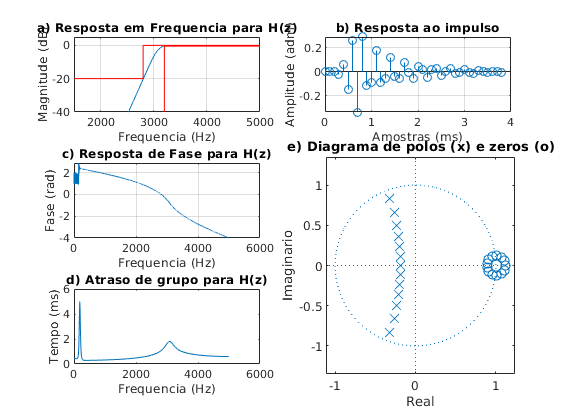 a) Resposta em Frequencia para H(z)
Magnitude (dB)
0
-20
-40
2000
3000
4000
5000
Frequencia (Hz)
b) Resposta ao impulso
Amplitude (adm)
0.2
0
-0.2
0
1
2
3
4
Amostras (ms)
c) Resposta de Fase para H(z)
Fase (rad)
2
0
-2
-4
0
2000
4000
6000
Frequencia (Hz)
d) Atraso de grupo para H(z)
Tempo (ms)
6
4
2
0
0
2000
4000
6000
Frequencia (Hz)
e) Diagrama de polos (x) e zeros (o)
Imaginario
1
0.5
0
-0.5
-1
-1
0
1
Real